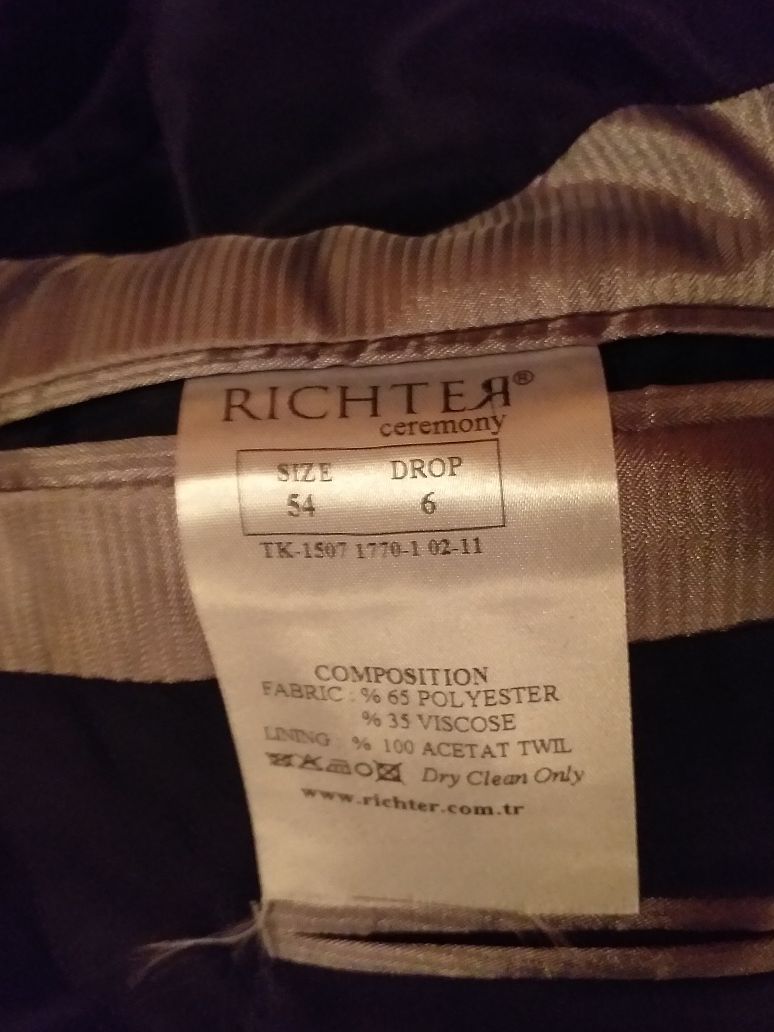 RICHTEЯ®
ceremony
SIZE DROP
54 6
TK-1507 1770-1 02-11
COMPOSITION
FABRIC : % 65 POLYESTER
% 35 VISCOSE
LINING : % 100 ACETAT TWIL
Dry Clean Only
www.richter.com.tr